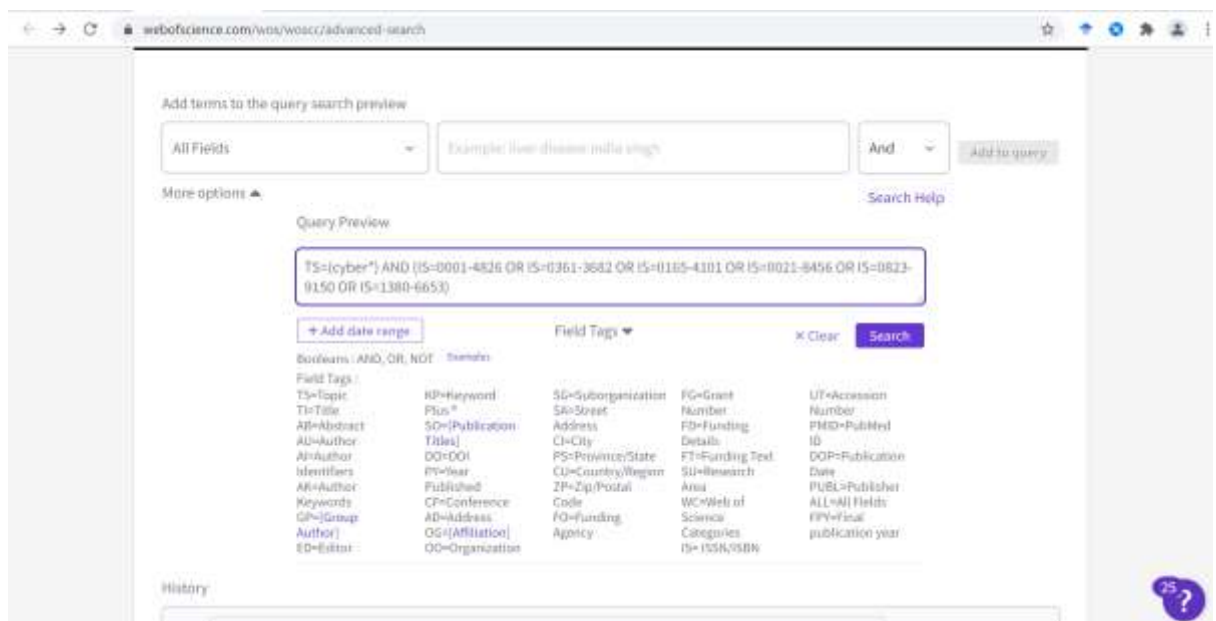 webofscience.com/wos/woscc/advanced-search
Add terms to the query search preview
All Fields
Example: liver disease india singh
And
Add to query
More options
Search Help
Query Preview
TS=(cyber*) AND (IS=0001-4826 OR IS=0361-3682 OR IS=0165-4101 OR IS=0021-8456 OR IS=0823-
9150 OR IS=1380-6653)
+ Add date range
Field Tags
× Clear
Search
Booleans : AND, OR, NOT Examples
Field Tags :
TS=Topic
TI=Title
AB=Abstract
AU=Author
AI=Author
Identifiers
AK=Author
Keywords
GP=[Group
Author]
ED=Editor
KP=Keyword
Plus ®
SO=[Publication
Titles]
DO=DOI
PY=Year
Published
CF=Conference
AD=Address
OG=[Affiliation]
OO=Organization
SG=Suborganization
SA=Street
Address
CI=City
PS=Province/State
CU=Country/Region
ZP=Zip/Postal
Code
FO=Funding
Agency
FG=Grant
Number
FD=Funding
Details
FT=Funding Text
SU=Research
Area
WC=Web of
Science
Categories
IS= ISSN/ISBN
UT=Accession
Number
PMID=PubMed
ID
DOP=Publication
Date
PUBL=Publisher
ALL=All Fields
FPY=Final
publication year
History
25
?